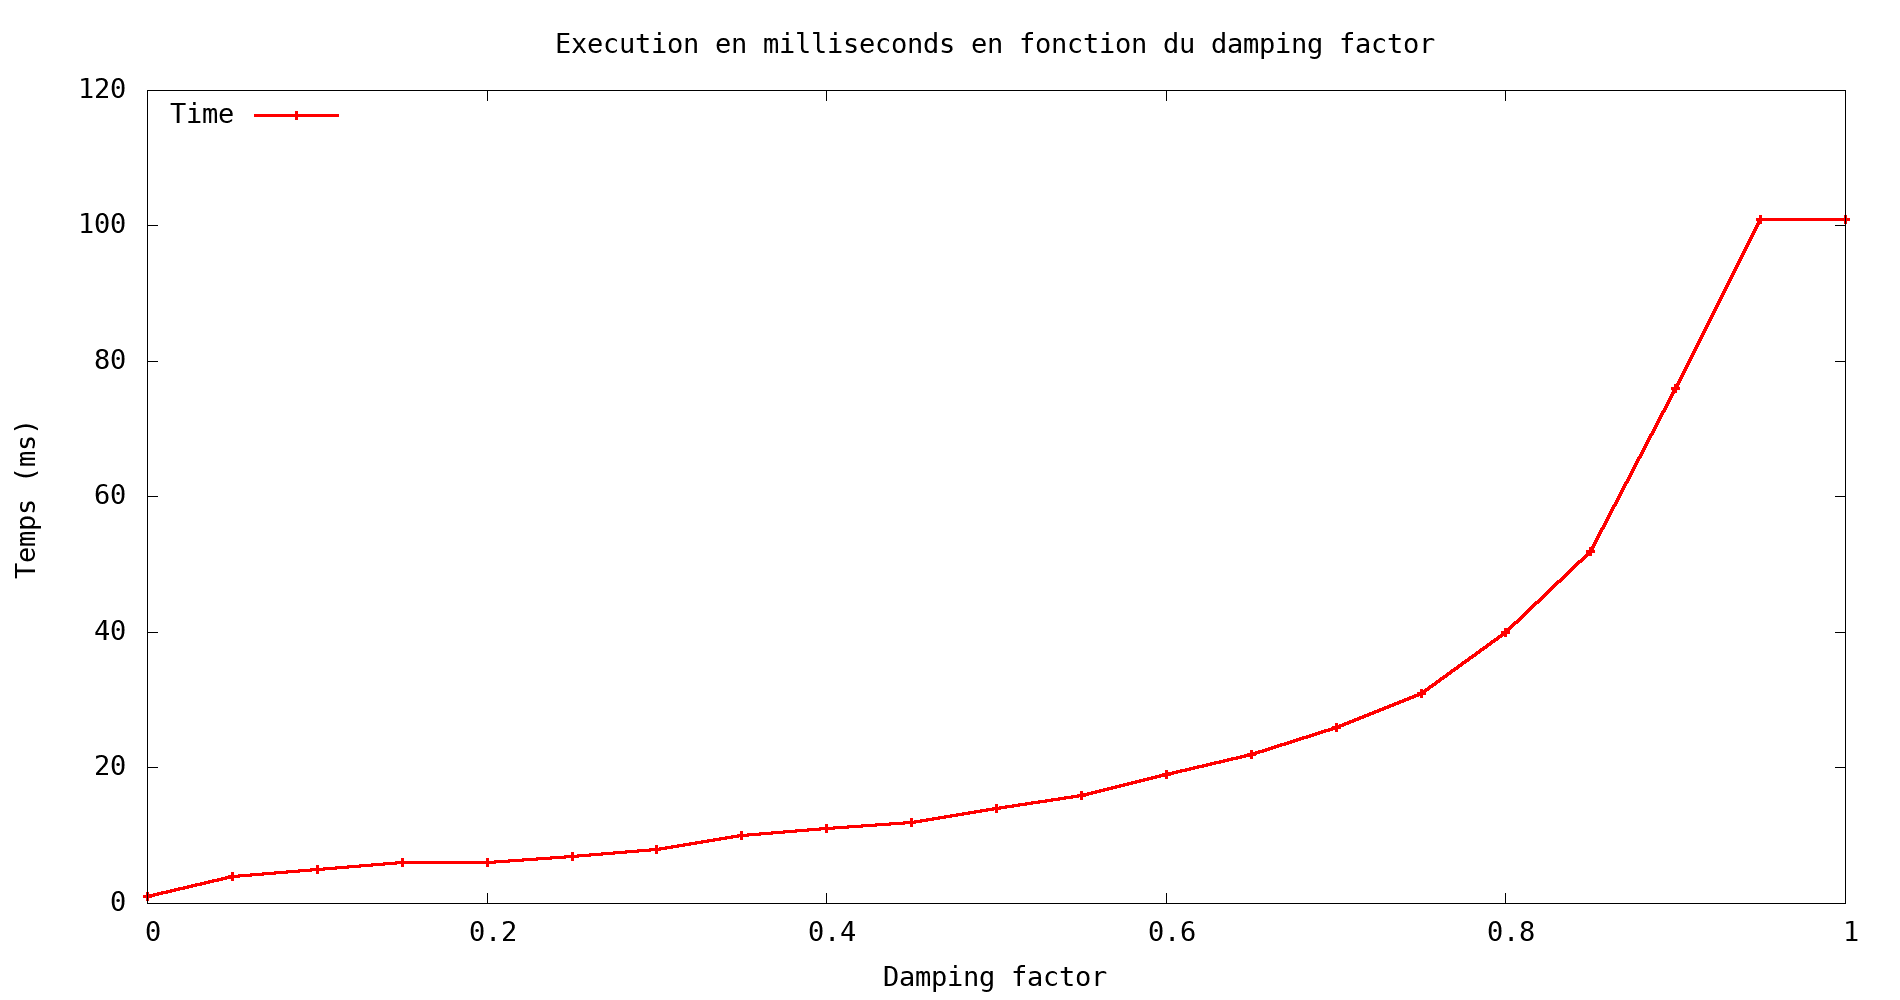 Execution en milliseconds en fonction du damping factor
120
Time
100
80
60
40
20
0
Temps (ms)
0 0.2 0.4 0.6 0.8 1
Damping factor